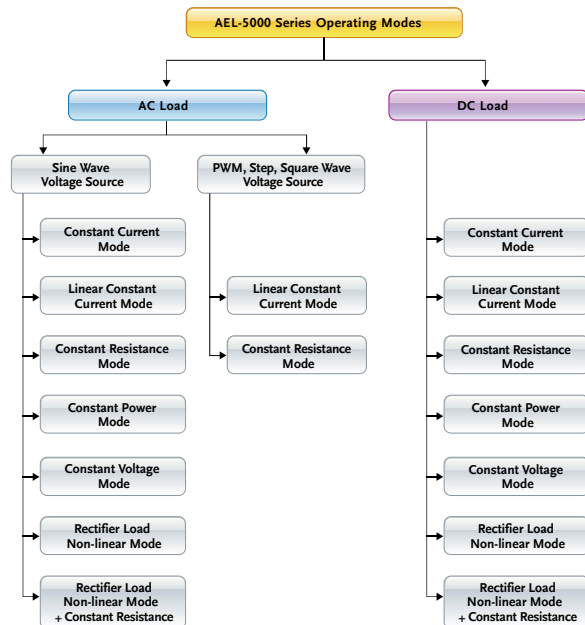 AEL-5000 Series Operating Modes
AC Load
DC Load
Sine Wave
Voltage Source
PWM, Step, Square Wave
Voltage Source
Constant Current
Mode
Linear Constant
Current Mode
Constant Resistance
Mode
Constant Power
Mode
Constant Voltage
Mode
Rectifier Load
Non-linear Mode
Rectifier Load
Non-linear Mode
+ Constant Resistance
Linear Constant
Current Mode
Constant Resistance
Mode
Constant Current
Mode
Linear Constant
Current Mode
Constant Resistance
Mode
Constant Power
Mode
Constant Voltage
Mode
Rectifier Load
Non-linear Mode
Rectifier Load
Non-linear Mode
+ Constant Resistance